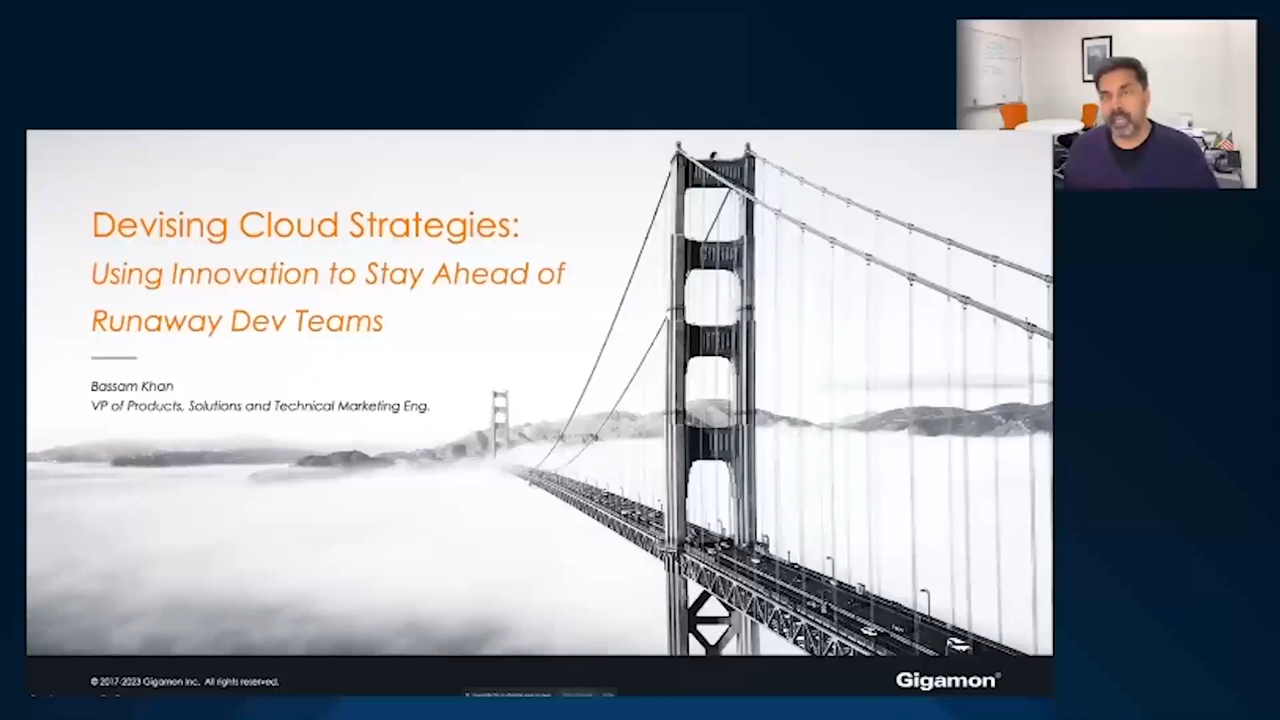 Devising Cloud Strategies:
Using Innovation to Stay Ahead of
Runaway Dev Teams
Bassam Khan
VP of Products, Solutions and Technical Marketing Eng.
© 2017-2023 Gigamon Inc. All rights reserved.
Gigamon®